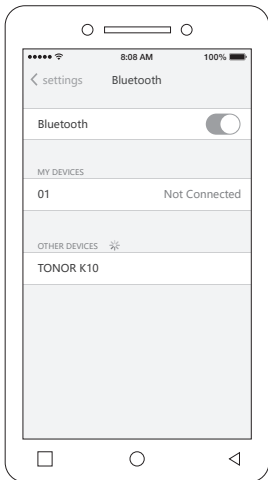 8:08 AM 100%
settings Bluetooth
Bluetooth
MY DEVICES
01 Not Connected
OTHER DEVICES
TONOR K10